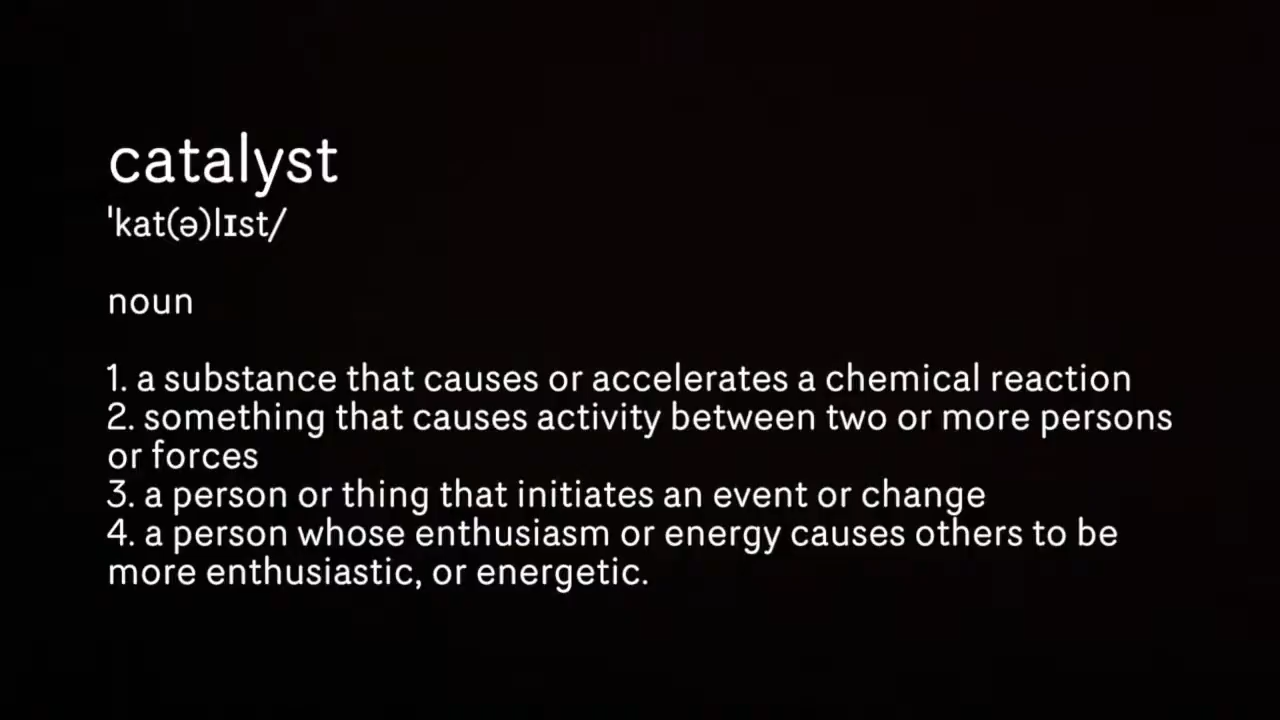 catalyst
ˈkat(ə)lɪst/
noun
1. a substance that causes or accelerates a chemical reaction
2. something that causes activity between two or more persons
or forces
3. a person or thing that initiates an event or change
4. a person whose enthusiasm or energy causes others to be
more enthusiastic, or energetic.